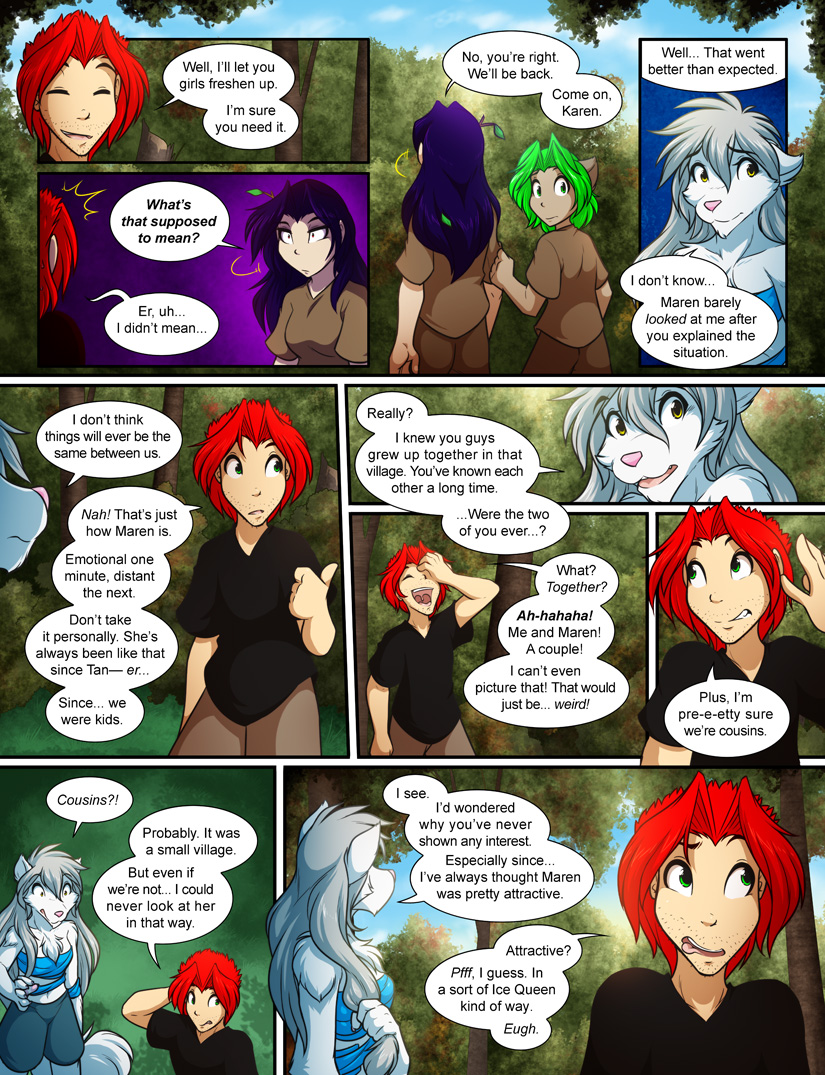 Well, I'll let you
girls freshen up.
I'm sure
you need it.
What's
that supposed
to mean?
Er, uh...
I didn't mean...
No, you're right.
We'll be back.
Come on,
Karen.
Well... That went
better than expected.
I don't know...
Maren barely
looked at me after
you explained the
situation.
I don't think
things will ever be the
same between us.
Nah! That's just
how Maren is.
Emotional one
minute, distant
the next.
Don't take
it personally. She's
always been like that
since Tan— er...
Since... we
were kids.
Really?
I knew you guys
grew up together in that
village. You've known each
other a long time.
...Were the two
of you ever...?
What?
Together?
Ah-hahaha!
Me and Maren!
A couple!
I can't even
picture that! That would
just be... weird!
Plus, I'm
pre-e-etty sure
we're cousins.
Cousins?!
Probably. It was
a small village.
But even if
we're not... I could
never look at her
in that way.
I see.
I'd wondered
why you've never
shown any interest.
Especially since...
I've always thought Maren
was pretty attractive.
Attractive?
Pfff, I guess. In
a sort of Ice Queen
kind of way.
Eugh.